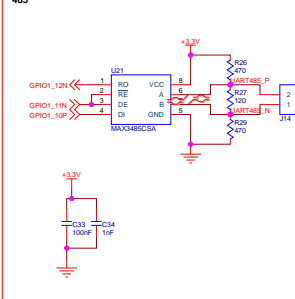 485
+3.3V
U21
R26
470
UART485_P
GPIO1_12N
1 RO VCC 8
2 RE A 6
GPIO1_11N
3 DE B 7
GPIO1_10P
4 DI GND 5
MAX3485CSA
R27
120
UART485_N
R29
470
2
1
J14
+3.3V
C33
100nF
C34
1nF